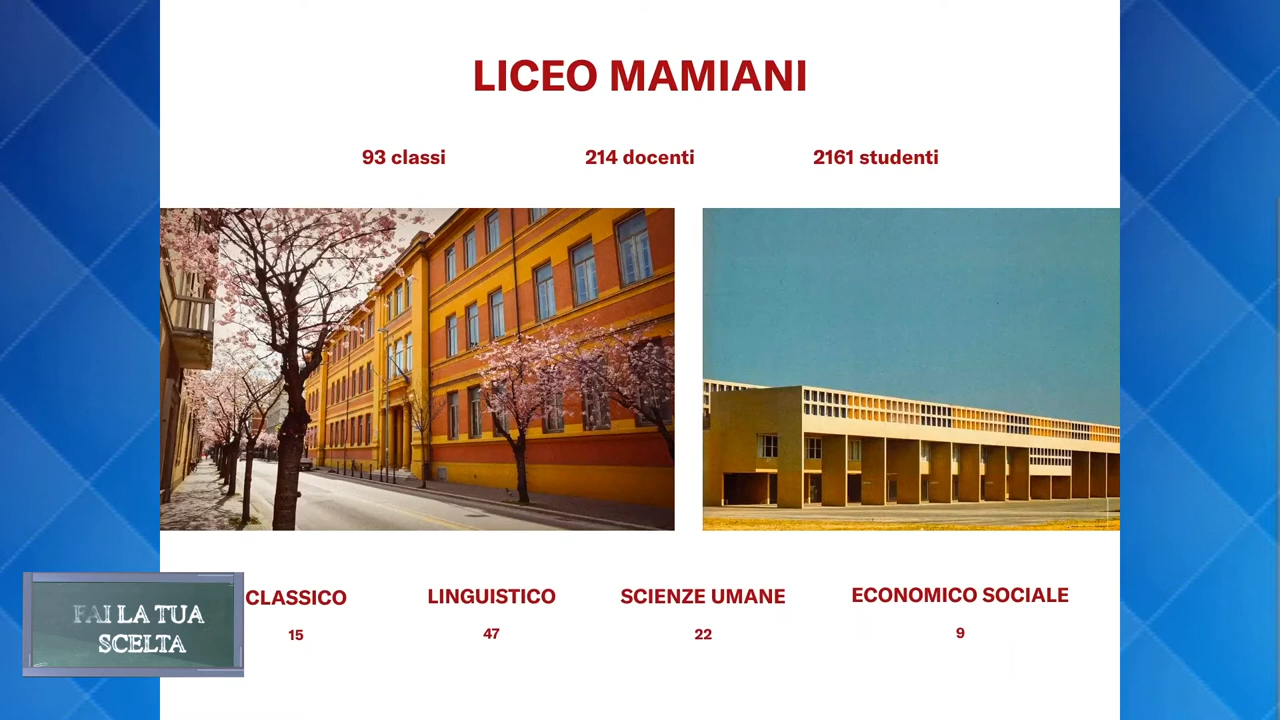 LICEO MAMIANI
93 classi 214 docenti 2161 studenti
CLASSICO LINGUISTICO SCIENZE UMANE ECONOMICO SOCIALE
15 47 22 9
FAI LA TUA
SCELTA